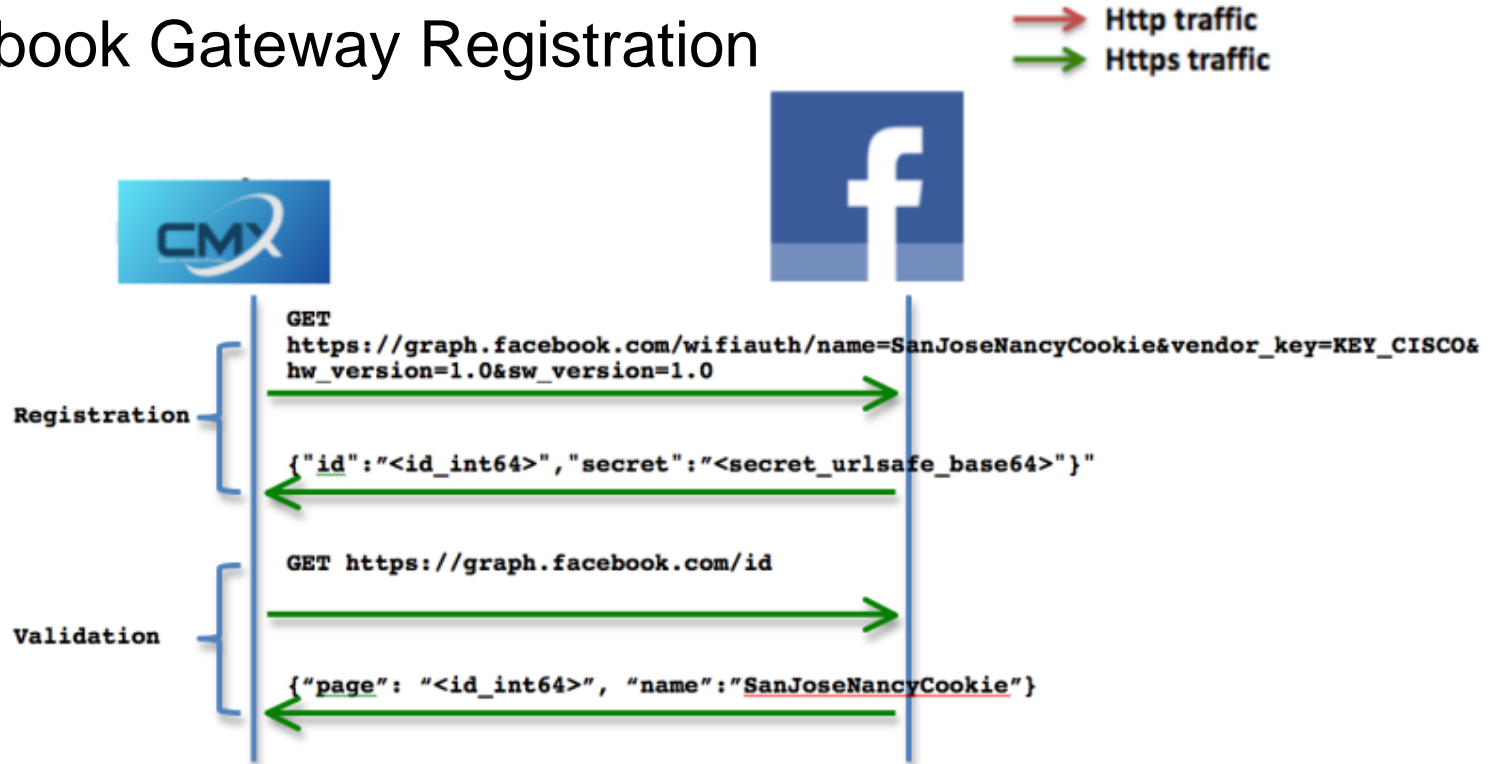 book Gateway Registration
Http traffic
Https traffic
CMX
f
GET
https://graph.facebook.com/wifiauth/name=SanJoseNancyCookie&vendor_key=KEY_CISCO&
hw_version=1.0&sw_version=1.0
Registration
{"id":"<id_int64>","secret":"<secret_urlsafe_base64>"}"
GET https://graph.facebook.com/id
Validation
{“page”: “<id_int64>”, “name”:”SanJoseNancyCookie”}